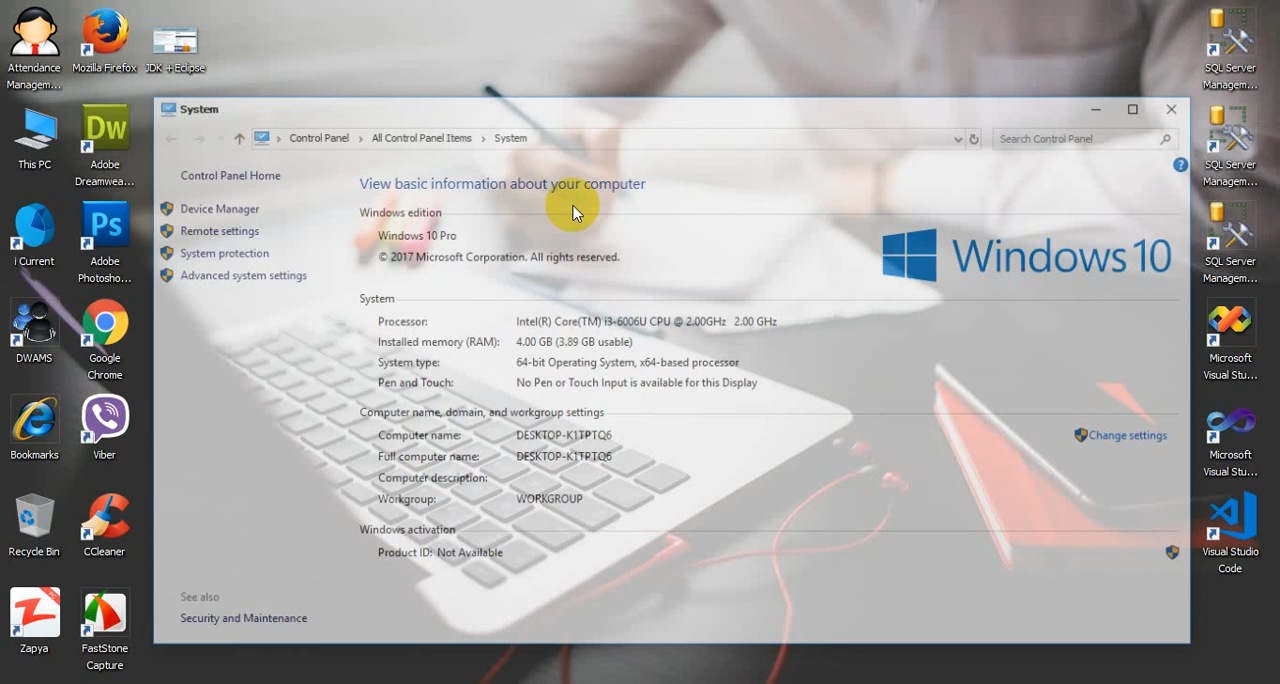 Attendance
Managem...
Mozilla Firefox
JDK + Eclipse
This PC
Dw
Adobe
Dreamwea...
i Current
Ps
Adobe
Photosho...
DWAMS
Google
Chrome
Bookmarks
Viber
Recycle Bin
CCleaner
Zapya
FastStone
Capture
System
Control Panel > All Control Panel Items > System
Search Control Panel
Control Panel Home
Device Manager
Remote settings
System protection
Advanced system settings
View basic information about your computer
Windows edition
Windows 10 Pro
© 2017 Microsoft Corporation. All rights reserved.
Windows 10
System
Processor: Intel(R) Core(TM) i3-6006U CPU @ 2.00GHz 2.00 GHz
Installed memory (RAM): 4.00 GB (3.89 GB usable)
System type: 64-bit Operating System, x64-based processor
Pen and Touch: No Pen or Touch Input is available for this Display
Computer name, domain, and workgroup settings
Computer name: DESKTOP-K1TPTQ6
Change settings
Full computer name: DESKTOP-K1TPTQ6
Computer description:
Workgroup: WORKGROUP
Windows activation
Product ID: Not Available
See also
Security and Maintenance
SQL Server
Managem...
SQL Server
Managem...
SQL Server
Managem...
Microsoft
Visual Stu...
Microsoft
Visual Stu...
Visual Studio
Code